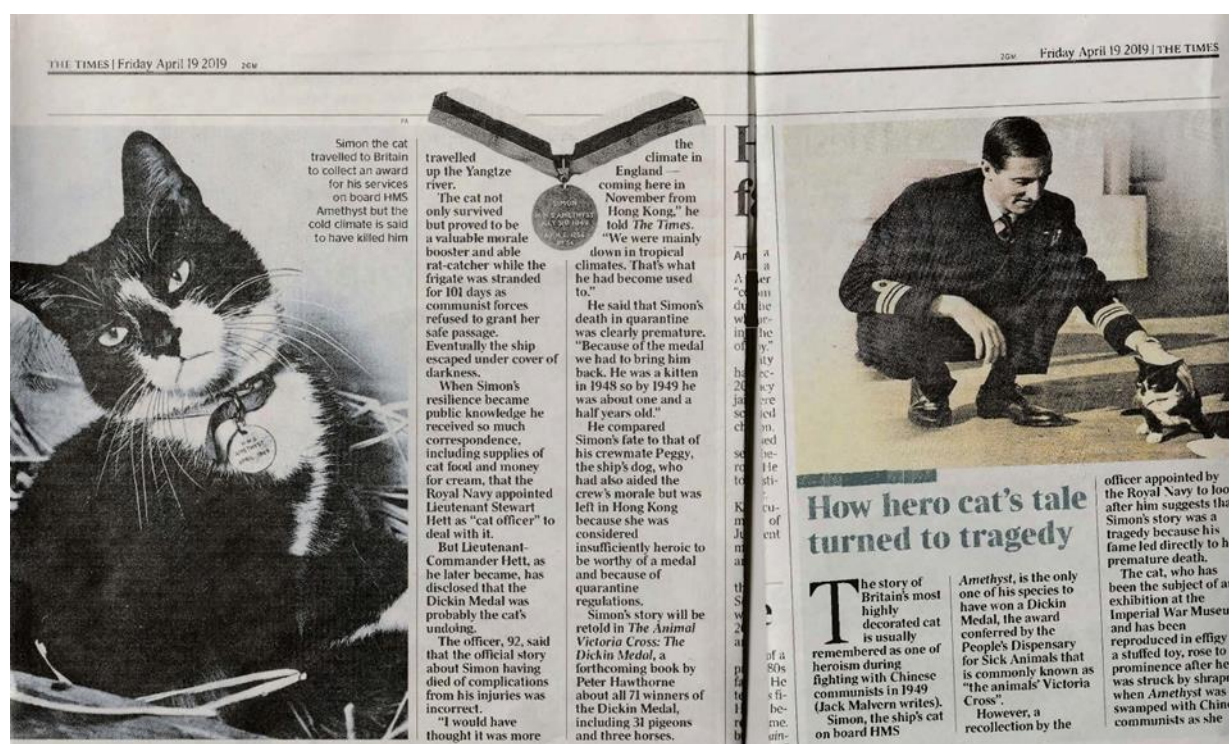 THE TIMES | Friday April 19 2019 2GM
PA
Simon the cat
travelled to Britain
to collect an award
for his services
on board HMS
Amethyst but the
cold climate is said
to have killed him
travelled
up the Yangtze
river.
The cat not
only survived
but proved to be
a valuable morale
booster and able
rat-catcher while the
frigate was stranded
for 101 days as
communist forces
refused to grant her
safe passage.
Eventually the ship
escaped under cover of
darkness.
When Simon's
resilience became
public knowledge he
received so much
correspondence,
including supplies of
cat food and money
for cream, that the
Royal Navy appointed
Lieutenant Stewart
Hett as "cat officer" to
deal with it.
But Lieutenant-
Commander Hett, as
he later became, has
disclosed that the
Dickin Medal was
probably the cat's
undoing.
The officer, 92, said
that the official story
about Simon having
died of complications
from his injuries was
incorrect.
"I would have
thought it was more
SIMON
AMETHYST
the
climate in
England —
coming here in
November from
Hong Kong," he
told The Times.
"We were mainly
down in tropical
climates. That's what
he had become used
to."
He said that Simon's
death in quarantine
was clearly premature.
"Because of the medal
we had to bring him
back. He was a kitten
in 1948 so by 1949 he
was about one and a
half years old."
He compared
Simon's fate to that of
his crewmate Peggy,
the ship's dog, who
had also aided the
crew's morale but was
left in Hong Kong
because she was
considered
insufficiently heroic to
be worthy of a medal
and because of
quarantine
regulations.
Simon's story will be
retold in The Animal
Victoria Cross: The
Dickin Medal, a
forthcoming book by
Peter Hawthorne
about all 71 winners of
the Dickin Medal,
including 31 pigeons
and three horses.
2GM Friday April 19 2019 | THE TIMES
How hero cat's tale
turned to tragedy
The story of
Britain's most
highly
decorated cat
is usually
remembered as one of
heroism during
fighting with Chinese
communists in 1949
(Jack Malvern writes).
Simon, the ship's cat
on board HMS
Amethyst, is the only
one of his species to
have won a Dickin
Medal, the award
conferred by the
People's Dispensary
for Sick Animals that
is commonly known as
"the animals' Victoria
Cross".
However, a
recollection by the
officer appointed by
the Royal Navy to loo
after him suggests tha
Simon's story was a
tragedy because his
fame led directly to h
premature death.
The cat, who has
been the subject of a
exhibition at the
Imperial War Museu
and has been
reproduced in effigy
a stuffed toy, rose to
prominence after he
was struck by shrap
when Amethyst was
swamped with Chin
communists as she